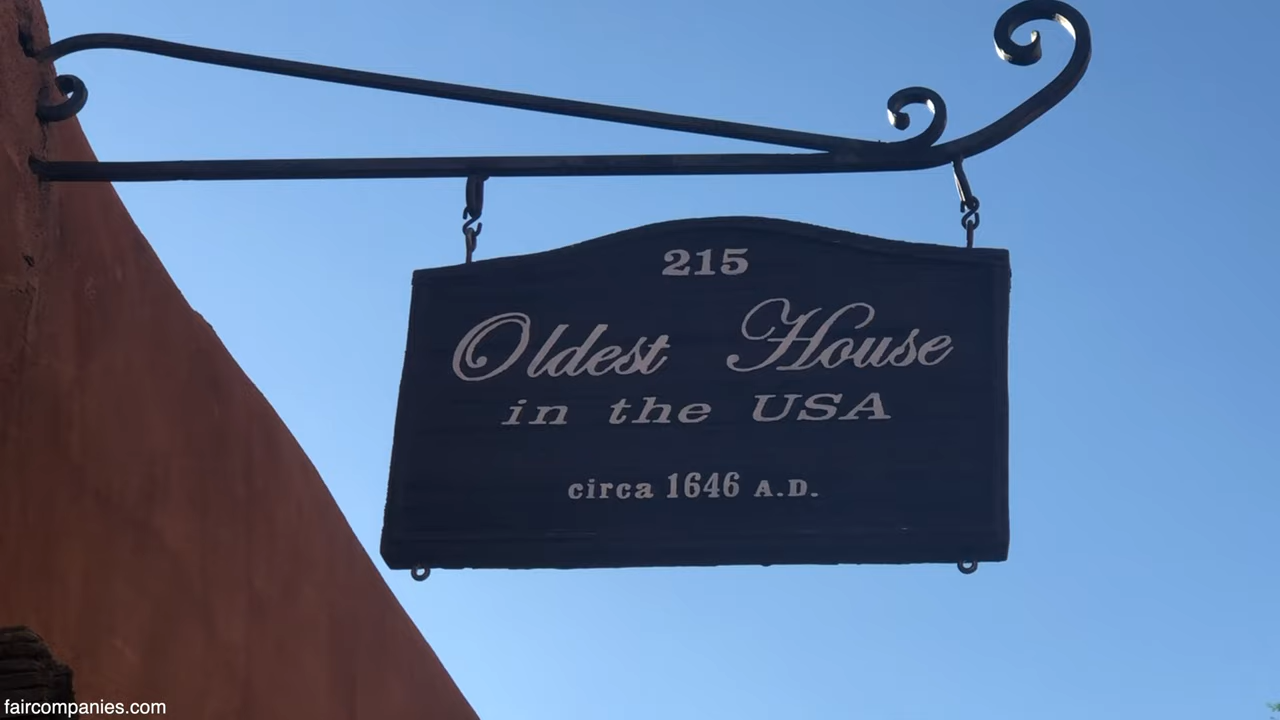 215
Oldest House
in the USA
circa 1646 A.D.
faircompanies.com